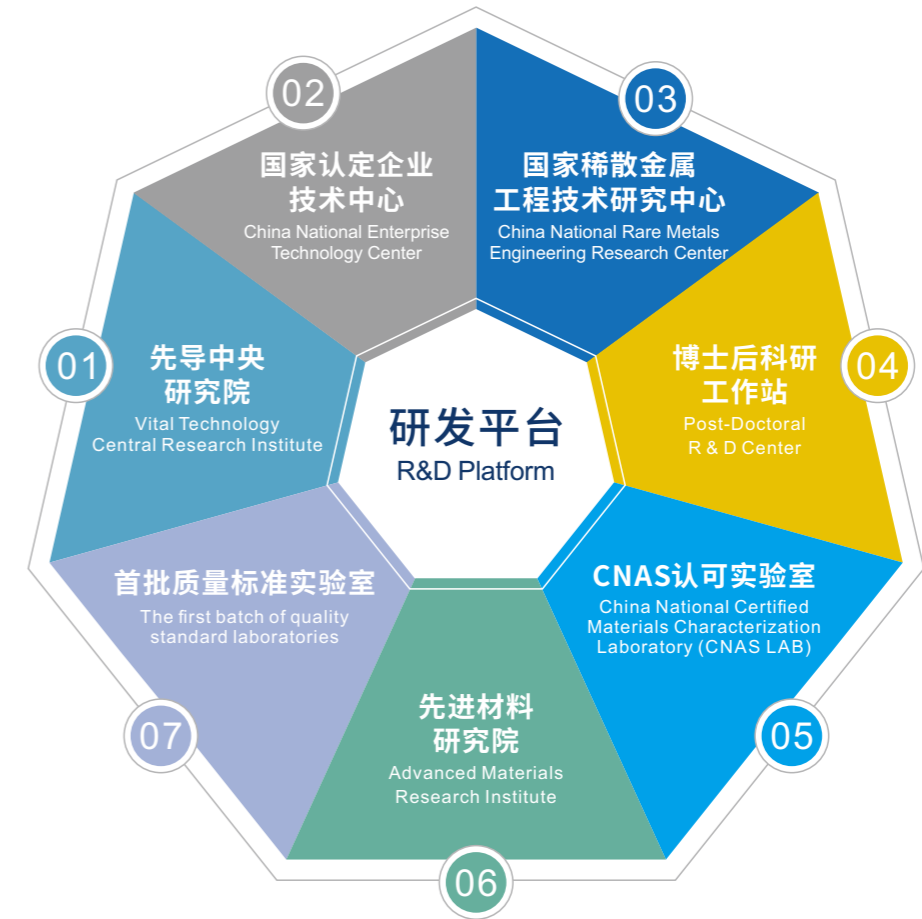 研发平台
R&D Platform
01
先导中央
研究院
Vital Technology
Central Research Institute
02
国家认定企业
技术中心
China National Enterprise
Technology Center
03
国家稀散金属
工程技术研究中心
China National Rare Metals
Engineering Research Center
04
博士后科研
工作站
Post-Doctoral
R & D Center
05
CNAS认可实验室
China National Certified
Materials Characterization
Laboratory (CNAS LAB)
06
先进材料
研究院
Advanced Materials
Research Institute
07
首批质量标准实验室
The first batch of quality
standard laboratories